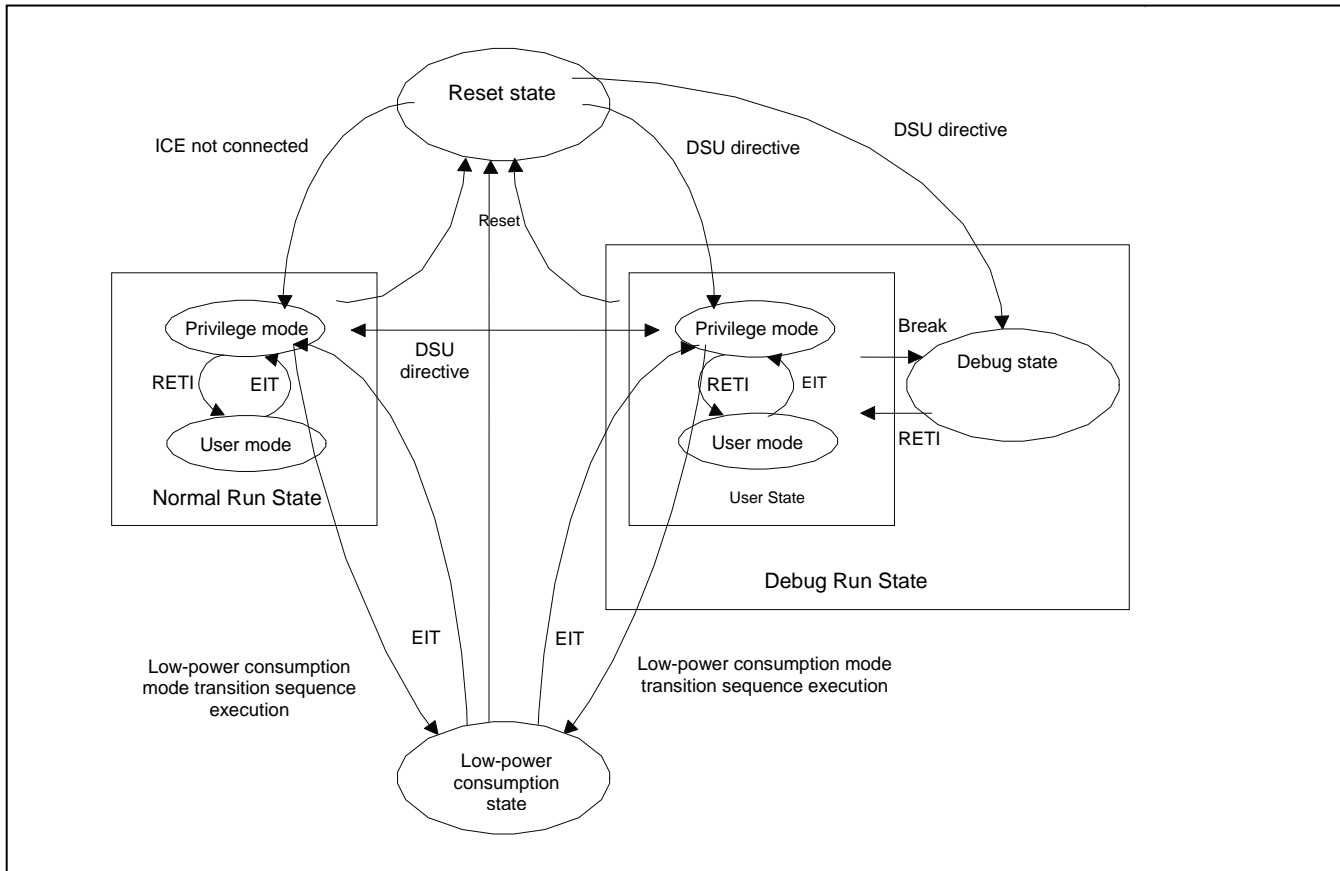 Reset state
DSU directive
ICE not connected
DSU directive
Reset
Privilege mode
Privilege mode
Break
DSU
directive
Debug state
RETI
EIT
RETI
EIT
User mode
User mode
RETI
Normal Run State
User State
Debug Run State
EIT
EIT
Low-power consumption
mode transition sequence
execution
Low-power consumption mode
transition sequence execution
Low-power
consumption
state